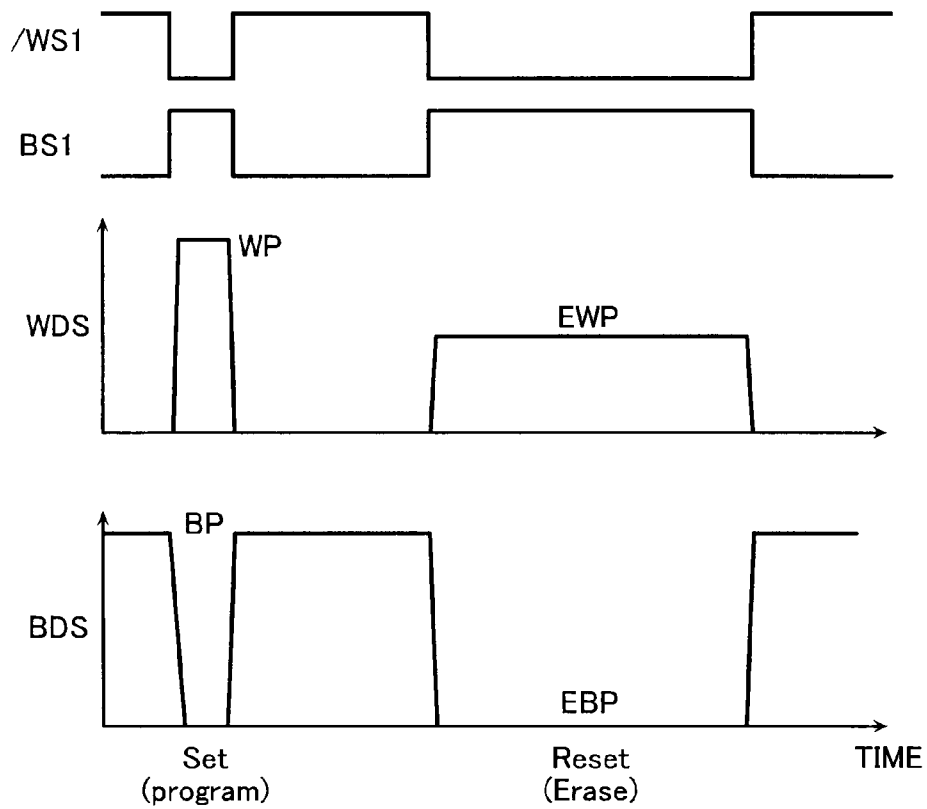 /WS1
BS1
WP
WDS
EWP
BP
BDS
EBP
Set
(program)
Reset
(Erase)
TIME